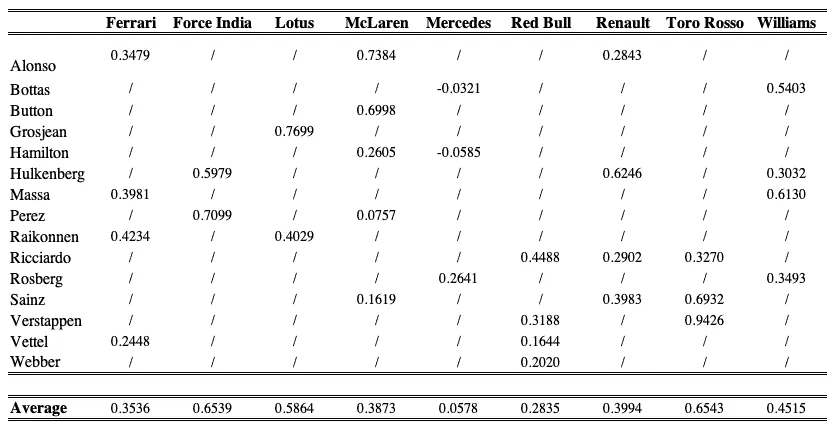 Ferrari Force India Lotus McLaren Mercedes Red Bull Renault Toro Rosso Williams
Alonso 0.3479 / / 0.7384 / / 0.2843 / /
Bottas / / / / -0.0321 / / / 0.5403
Button / / / 0.6998 / / / / /
Grosjean / / 0.7699 / / / / / /
Hamilton / / / 0.2605 -0.0585 / / / /
Hulkenberg / 0.5979 / / / / 0.6246 / 0.3032
Massa 0.3981 / / / / / / / 0.6130
Perez / 0.7099 / 0.0757 / / / / /
Raikonnen 0.4234 / 0.4029 / / / / / /
Ricciardo / / / / / 0.4488 0.2902 0.3270 /
Rosberg / / / / 0.2641 / / / 0.3493
Sainz / / / 0.1619 / / 0.3983 0.6932 /
Verstappen / / / / / 0.3188 / 0.9426 /
Vettel 0.2448 / / / / 0.1644 / / /
Webber / / / / / 0.2020 / / /
Average 0.3536 0.6539 0.5864 0.3873 0.0578 0.2835 0.3994 0.6543 0.4515